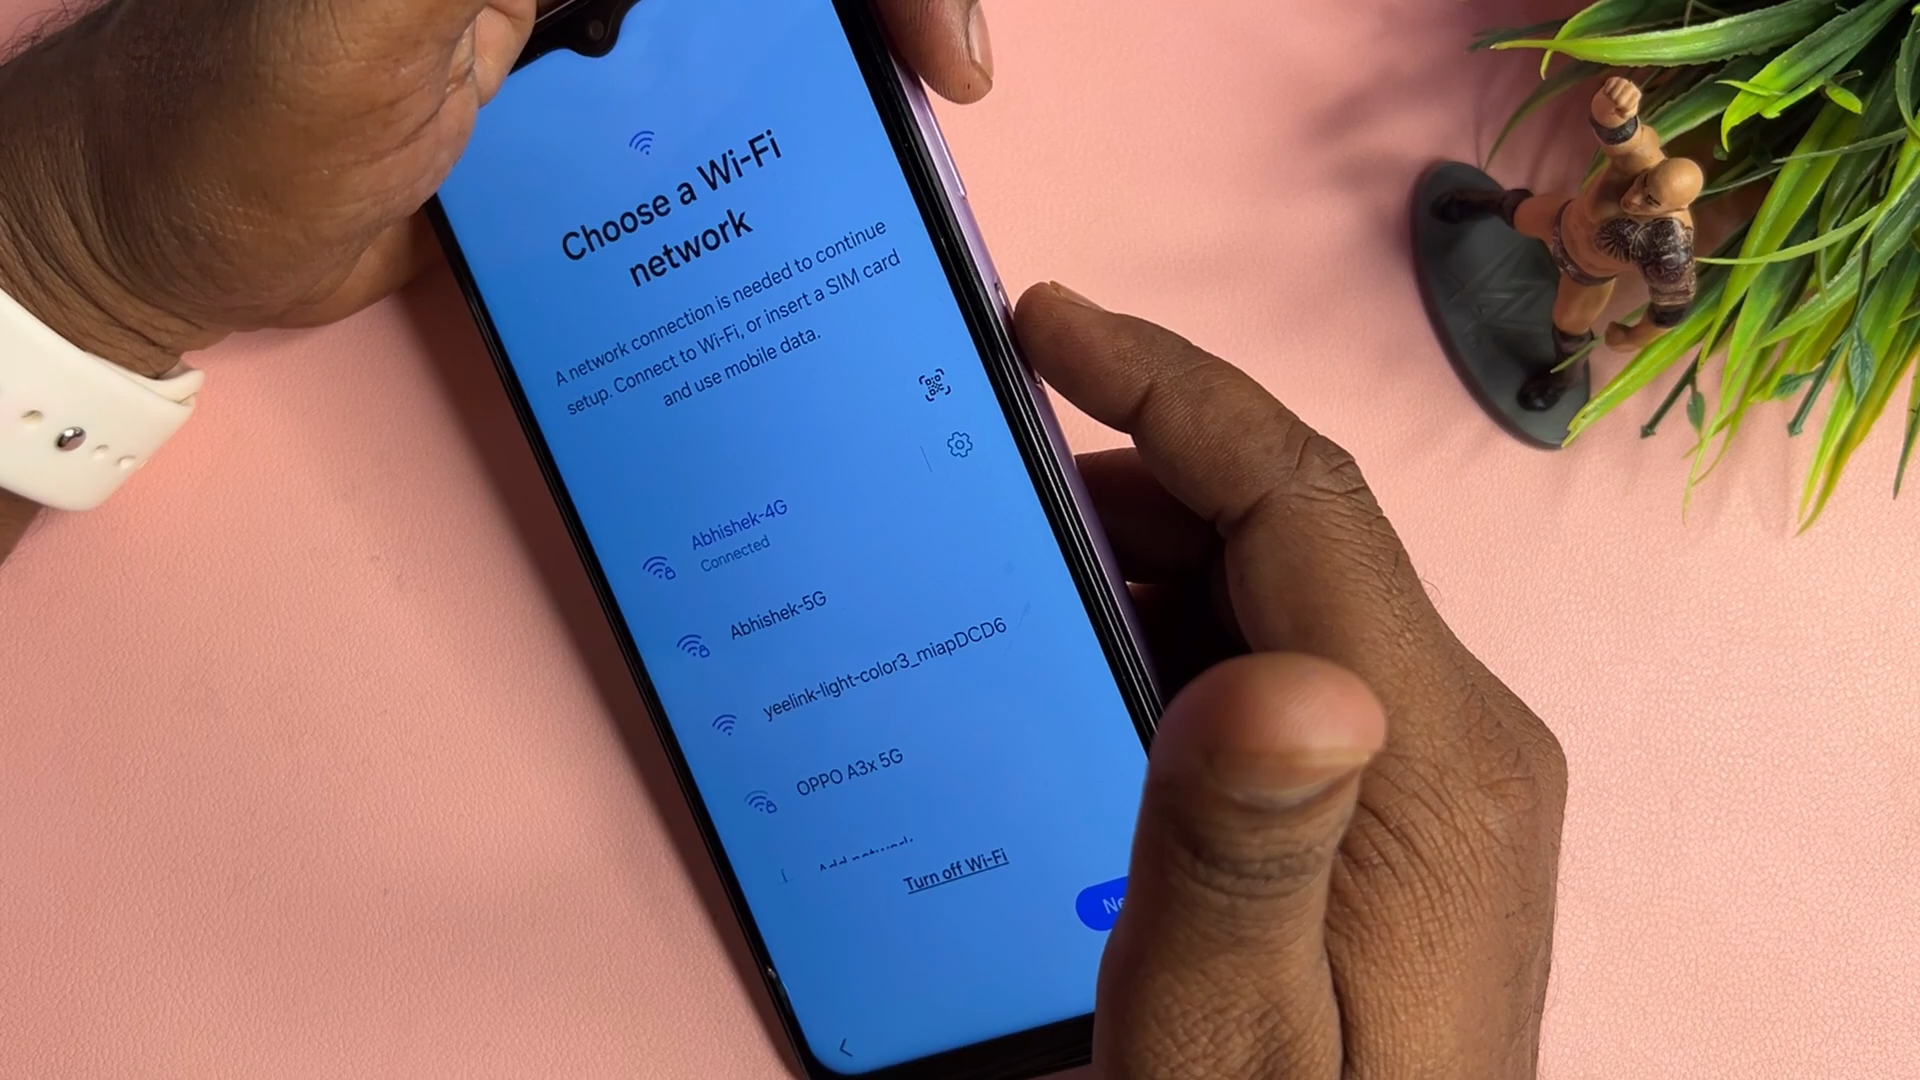 Choose a Wi-Fi
network
A network connection is needed to continue
setup. Connect to Wi-Fi, or insert a SIM card
and use mobile data.
Abhishek-4G
Connected
Abhishek-5G
yeelink-light-color3_miapDCD6
OPPO A3x 5G
Add network
Turn off Wi-Fi